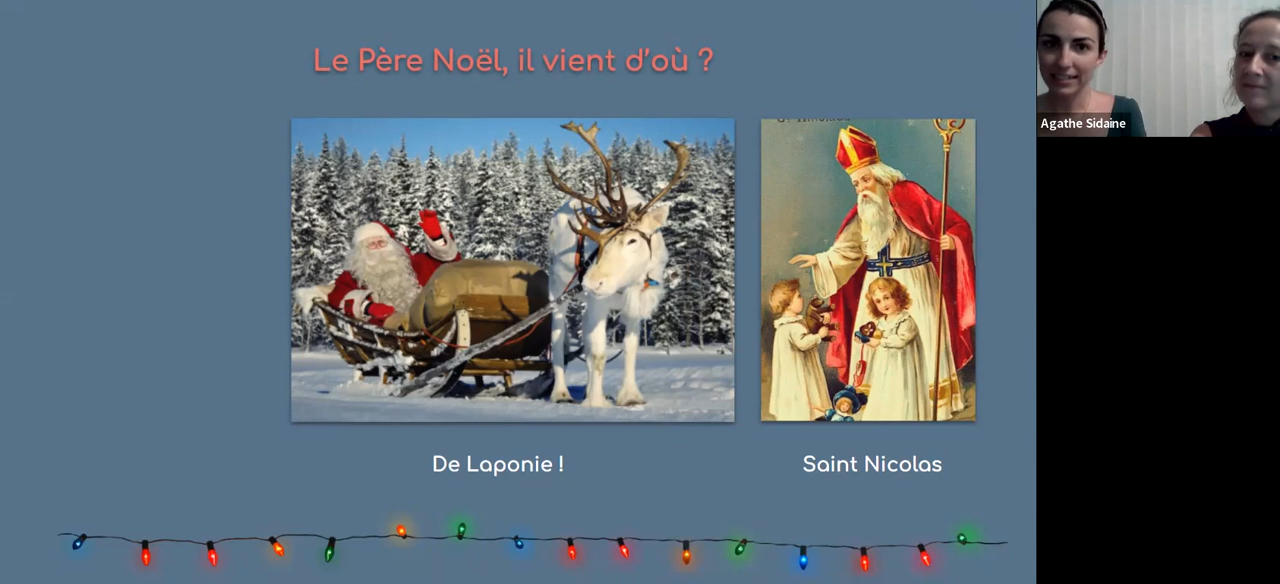 Le Père Noël, il vient d'où ?
Agathe Sidaine
De Laponie !
Saint Nicolas